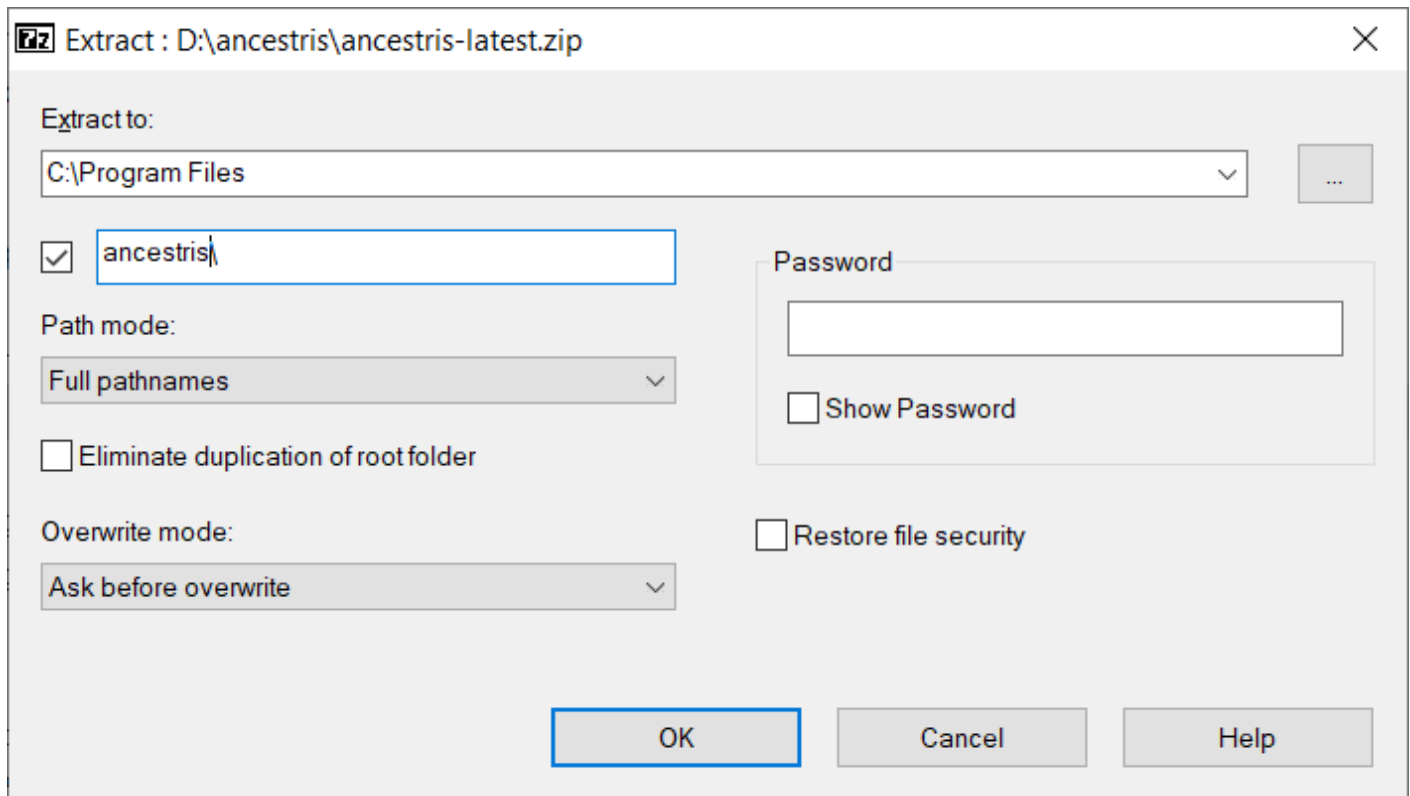 7z Extract : D:\ancestris\ancestris-latest.zip
Extract to:
C:\Program Files
...
ancestris\
Password
Path mode:
Full pathnames
Show Password
Eliminate duplication of root folder
Overwrite mode:
Restore file security
Ask before overwrite
OK Cancel Help